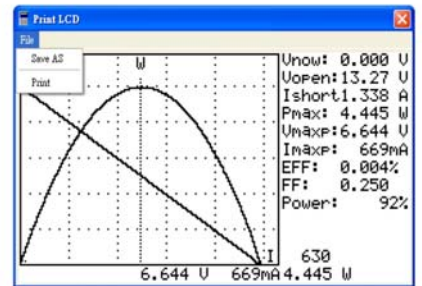 Print LCD
File
Save AS
Print
W
Vnow: 0.000 V
Vopen:13.27 V
Ishort1.338 A
Pmax: 4.445 W
Vmaxp:6.644 V
Imaxp: 669mA
EFF: 0.004%
FF: 0.250
Power: 92%
I 630
6.644 V 669mA 4.445 W